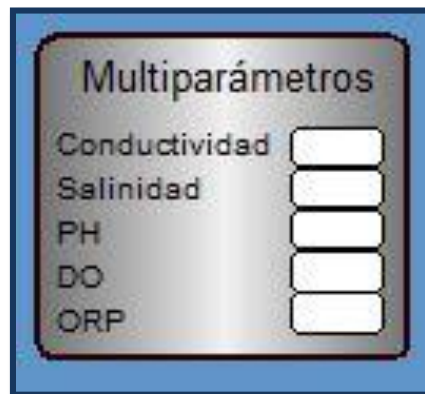 Multiparámetros
Conductividad
Salinidad
PH
DO
ORP